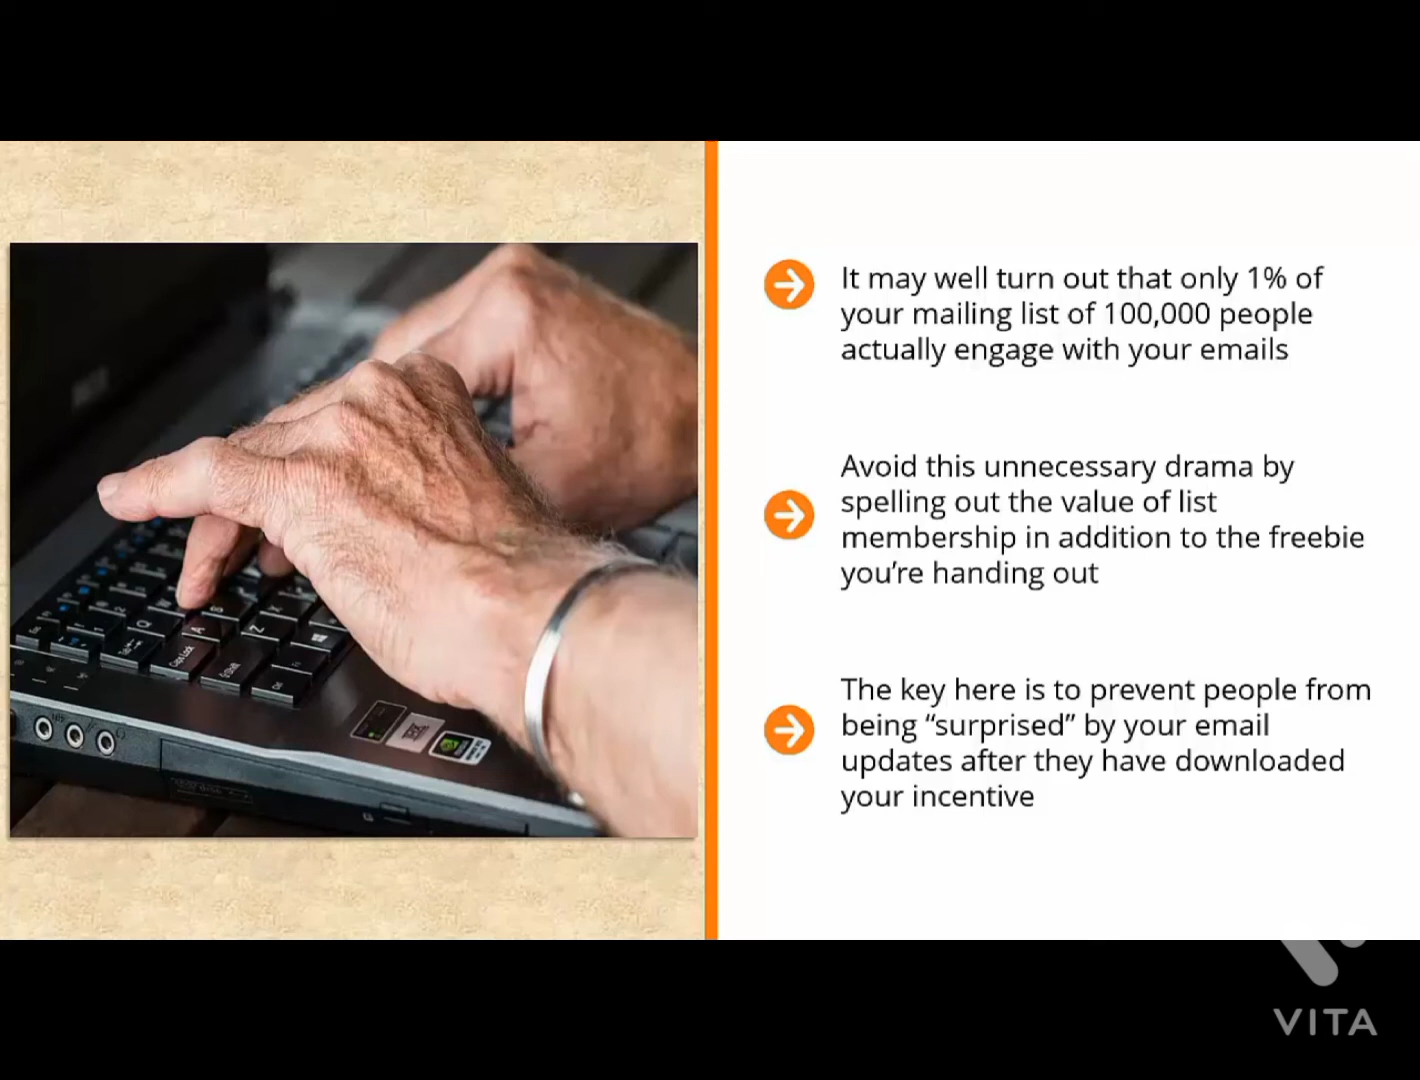 It may well turn out that only 1% of
your mailing list of 100,000 people
actually engage with your emails
Avoid this unnecessary drama by
spelling out the value of list
membership in addition to the freebie
you're handing out
The key here is to prevent people from
being “surprised” by your email
updates after they have downloaded
your incentive
Q
A
Z
X
Caps Lock
VITA